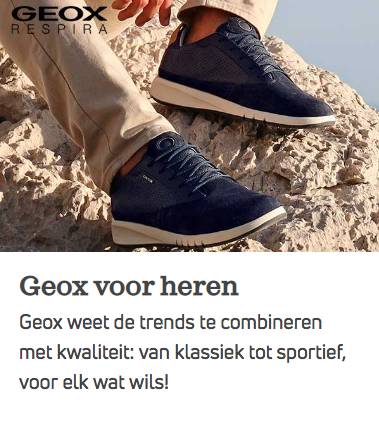 GEOX
RESPIRA
Geox voor heren
Geox weet de trends te combineren
met kwaliteit: van klassiek tot sportief,
voor elk wat wils!